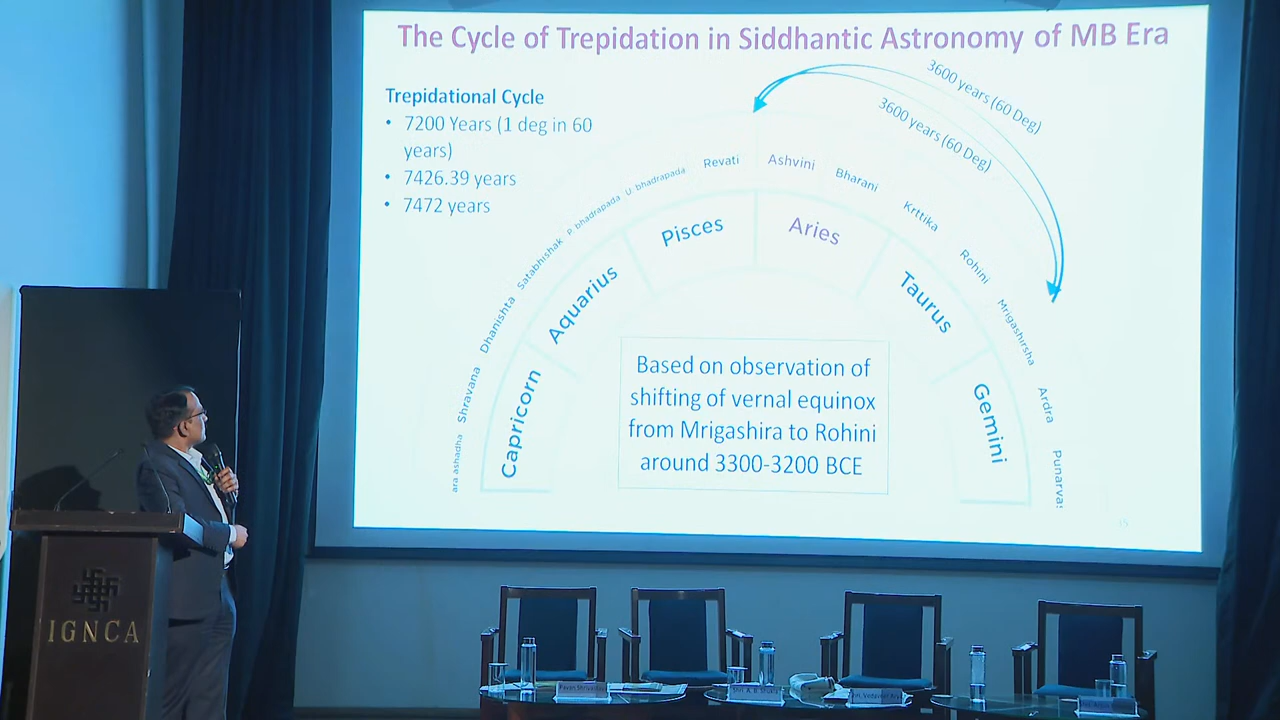 The Cycle of Trepidation in Siddhantic Astronomy of MB Era
Trepidational Cycle
• 7200 Years (1 deg in 60
years)
• 7426.39 years
• 7472 years
3600 years (60 Deg)
3600 years (60 Deg)
ara ashadha
Shravana
Dhanishta
Satabhishak
P. bhadrapada
U. bhadrapada
Revati
Ashvini
Bharani
Krttika
Rohini
Mrigashirsha
Ardra
Punarvas
Capricorn
Aquarius
Pisces
Aries
Taurus
Gemini
Based on observation of
shifting of vernal equinox
from Mrigashira to Rohini
around 3300-3200 BCE
15
IGNCA